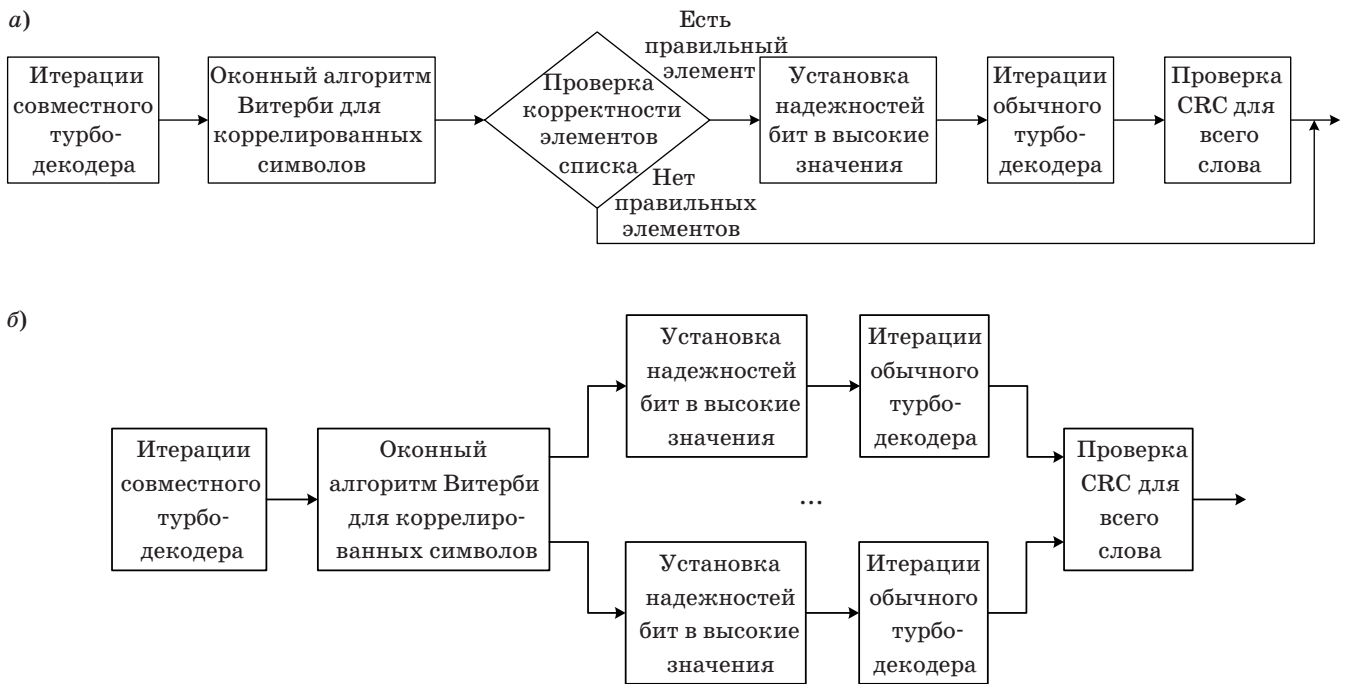 а)
Итерации
совместного
турбо-
декодера
Оконный алгоритм
Витерби для
коррелированных
символов
Проверка
корректности
элементов
списка
Есть
правильный
элемент
Нет
правильных
элементов
Установка
надежностей
бит в высокие
значения
Итерации
обычного
турбо-
декодера
Проверка
CRC для
всего
слова
б)
Итерации
совместного
турбо-
декодера
Оконный
алгоритм Витерби
для коррелиро-
ванных символов
Установка
надежностей
бит в высокие
значения
Итерации
обычного
турбо-
декодера
...
Установка
надежностей
бит в высокие
значения
Итерации
обычного
турбо-
декодера
Проверка
CRC для
всего
слова